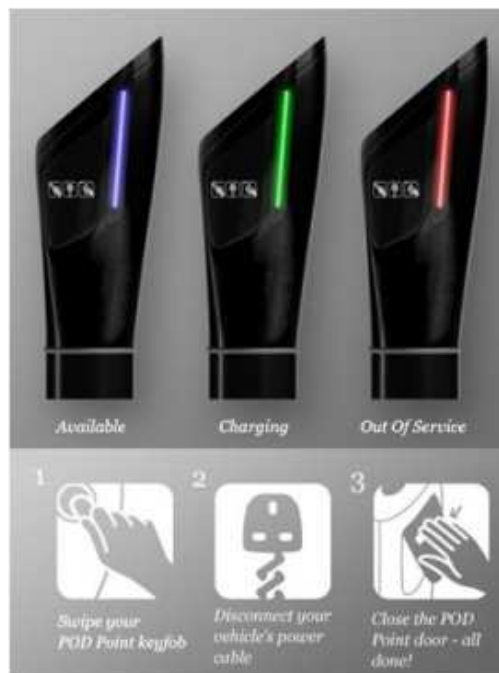 Available
Charging
Out Of Service
1
Swipe your
POD Point keyfob
2
Disconnect your
vehicle's power
cable
3
Close the POD
Point door - all
done!